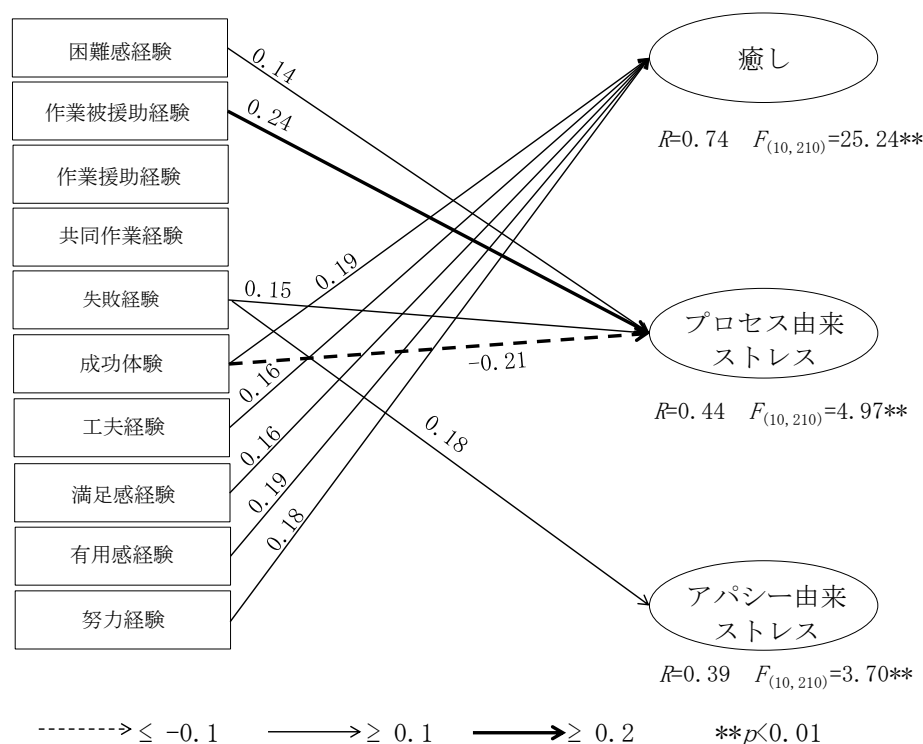 困難感経験
作業被援助経験
作業援助経験
共同作業経験
失敗経験
成功体験
工夫経験
満足感経験
有用感経験
努力経験
0.14
0.24
0.19
0.15
-0.21
0.16
0.16
0.19
0.18
0.18
癒し
R=0.74 F(10,210)=25.24**
プロセス由来
ストレス
R=0.44 F(10,210)=4.97**
アパシー由来
ストレス
R=0.39 F(10,210)=3.70**
≤ -0.1 ≥ 0.1 ≥ 0.2 **p<0.01